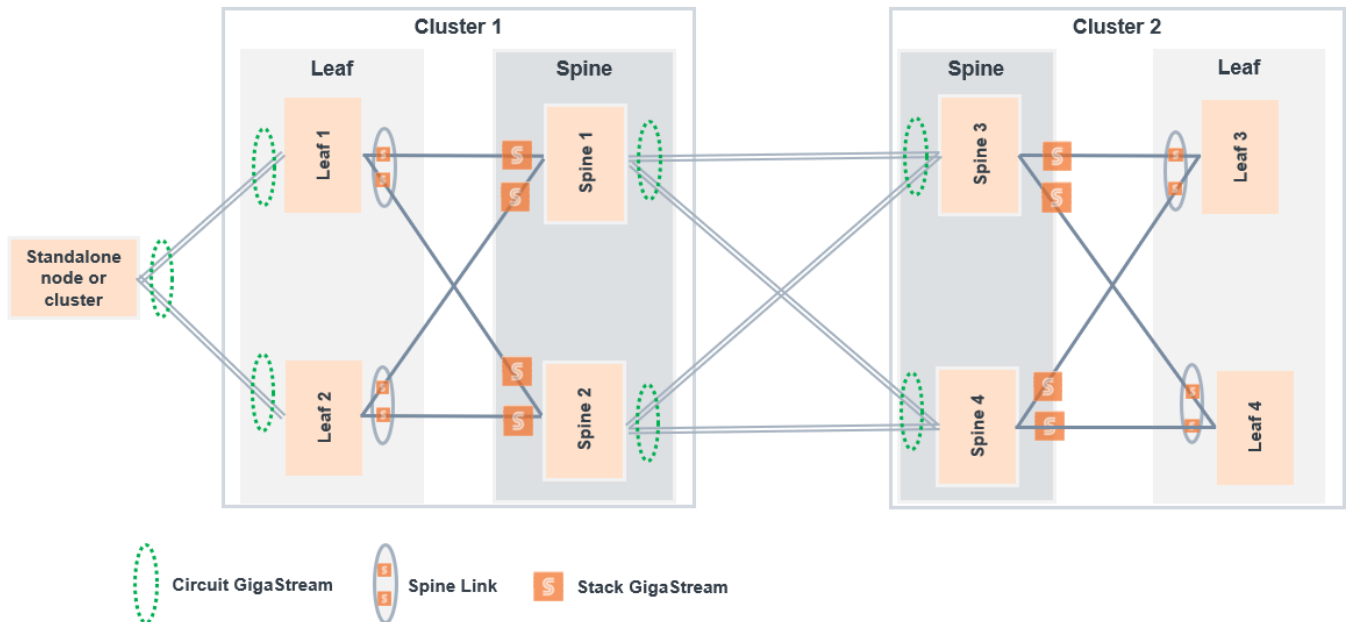 Cluster 1
Cluster 2
Leaf
Spine
Spine
Leaf
Leaf 1
Spine 1
Spine 3
Leaf 3
Standalone
node or
cluster
Leaf 2
Spine 2
Spine 4
Leaf 4
Circuit GigaStream
Spine Link
Stack GigaStream